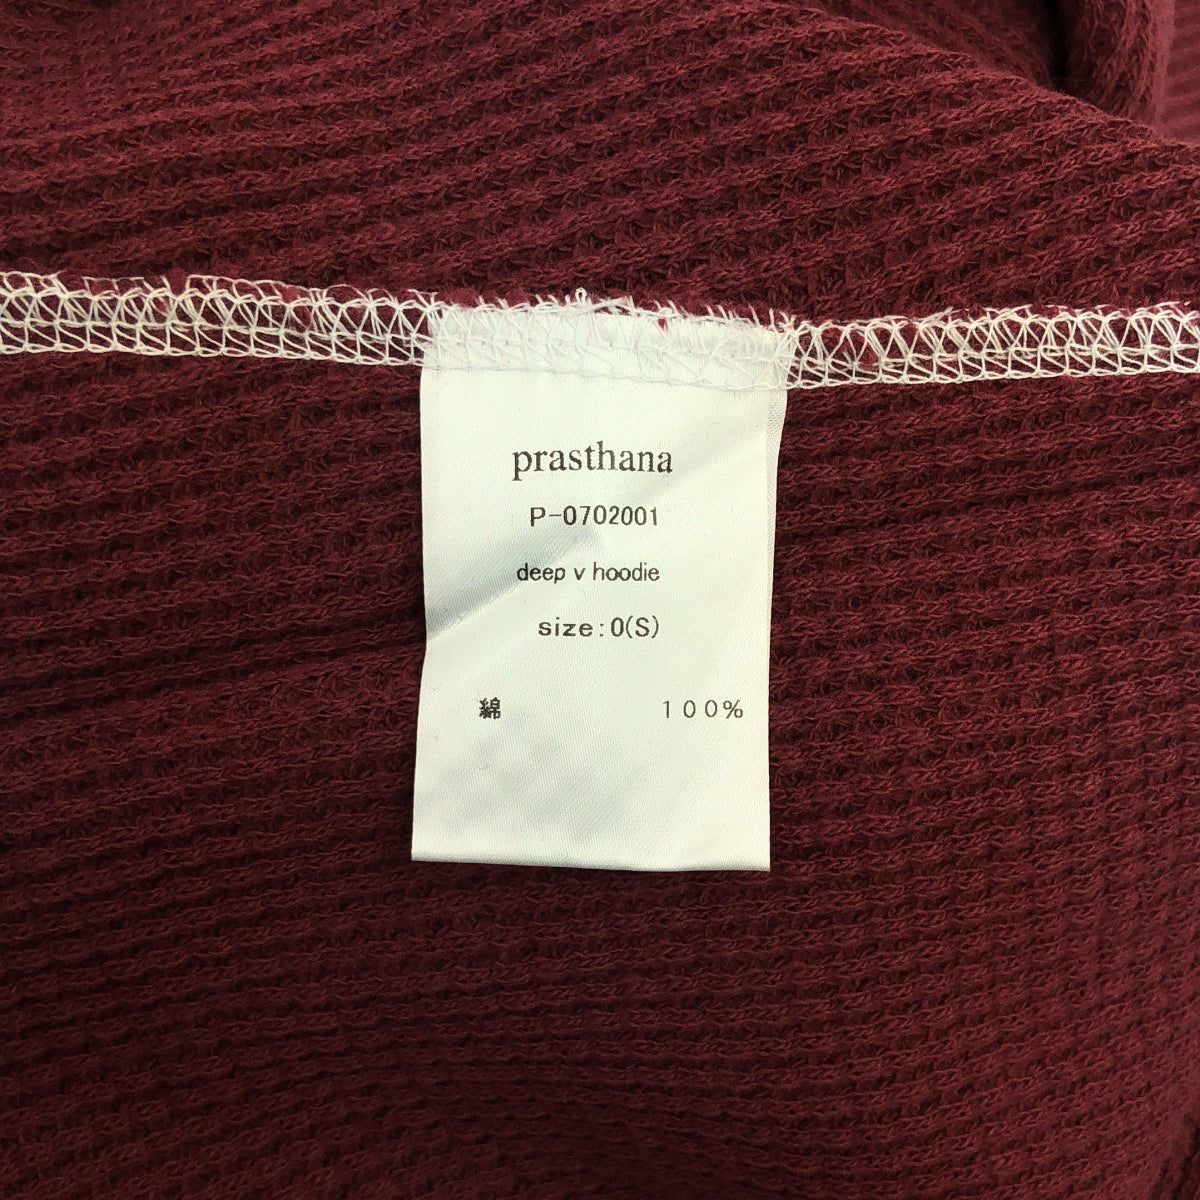 prasthana
P-0702001
deep v hoodie
size:0(S)
綿 100%